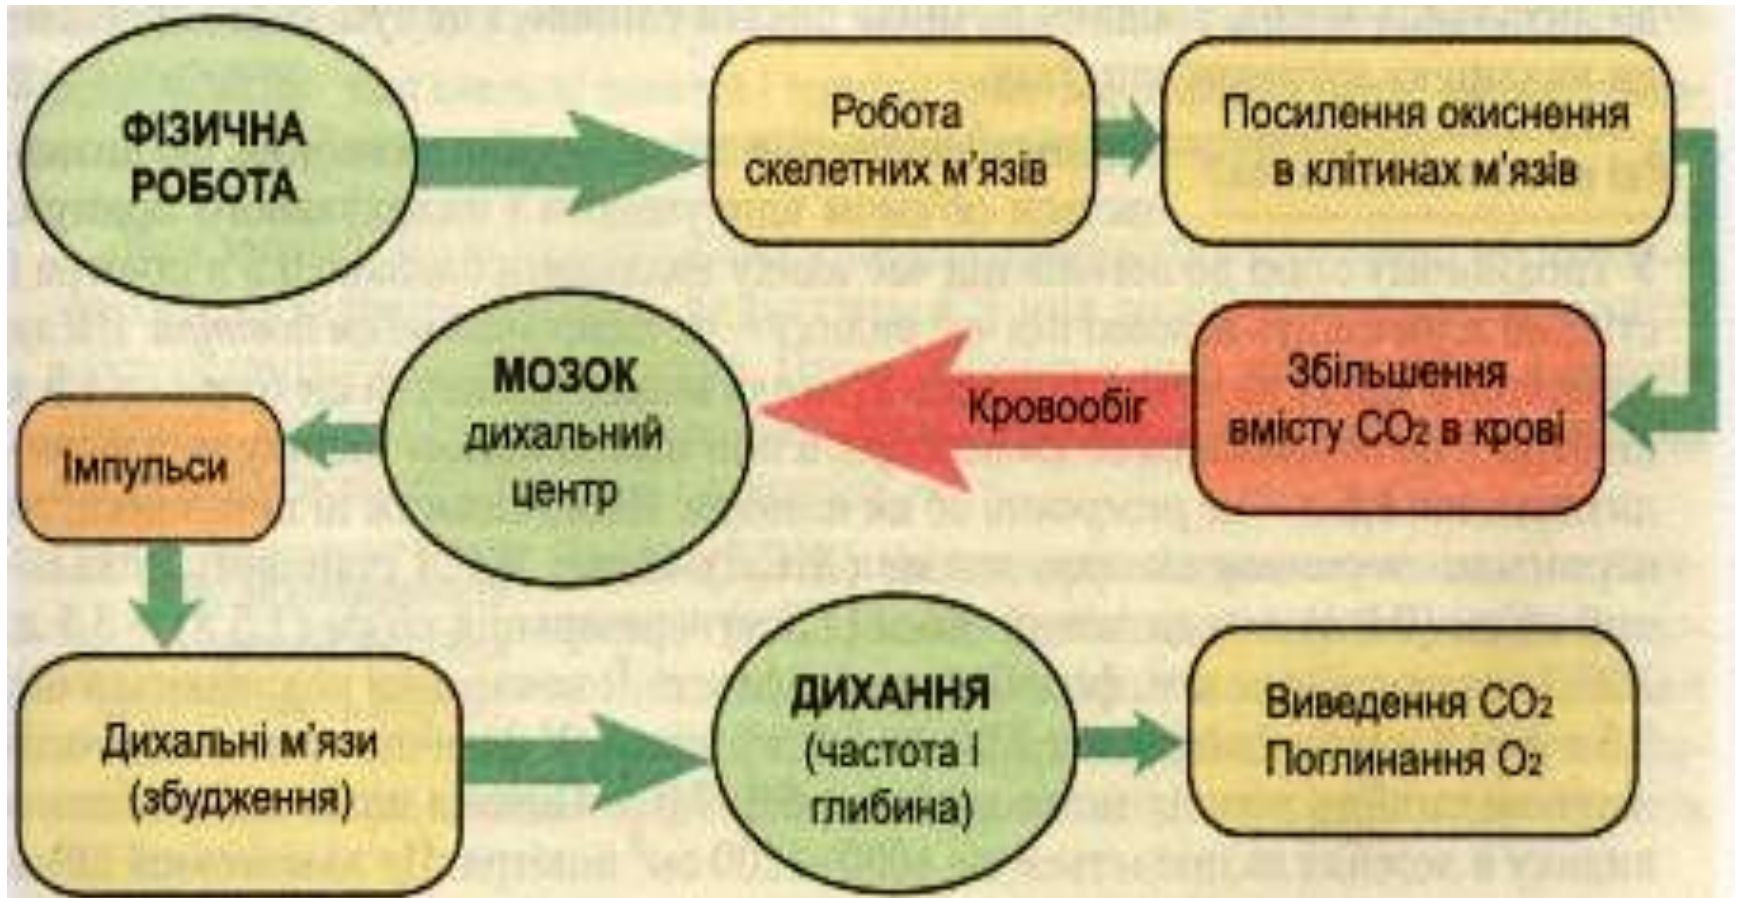 ФІЗИЧНА
РОБОТА
Робота
скелетних м'язів
Посилення окиснення
в клітинах м'язів
Збільшення
вмісту CO₂ в крові
Кровообіг
МОЗОК
дихальний
центр
Імпульси
Дихальні м'язи
(збудження)
ДИХАННЯ
(частота і
глибина)
Виведення CO₂
Поглинання O₂